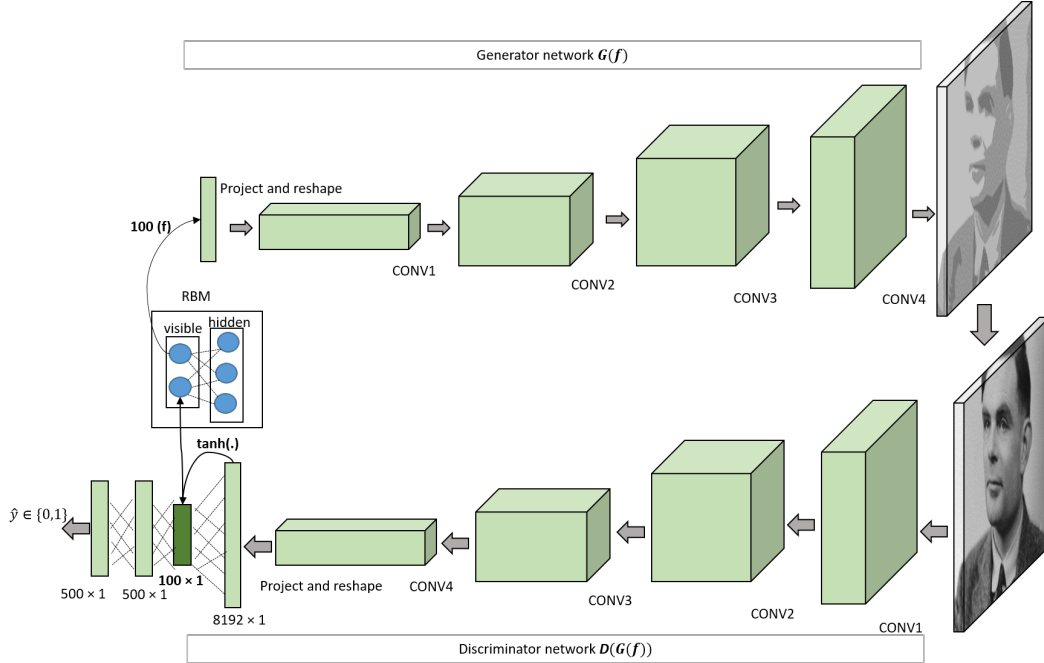 Generator network G(f)
Project and reshape
100 (f)
CONV1
CONV2
CONV3
CONV4
RBM
visible
hidden
tanh(.)
ŷ ∈ {0,1}
500 × 1
500 × 1
100 × 1
8192 × 1
Project and reshape
CONV4
CONV3
CONV2
CONV1
Discriminator network D(G(f))